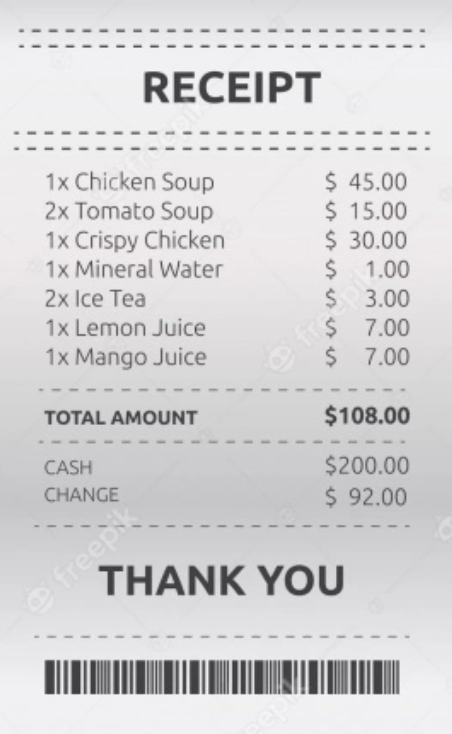 RECEIPT
1x Chicken Soup $ 45.00
2x Tomato Soup $ 15.00
1x Crispy Chicken $ 30.00
1x Mineral Water $ 1.00
2x Ice Tea $ 3.00
1x Lemon Juice $ 7.00
1x Mango Juice $ 7.00
TOTAL AMOUNT $108.00
CASH $200.00
CHANGE $ 92.00
freepik
THANK YOU